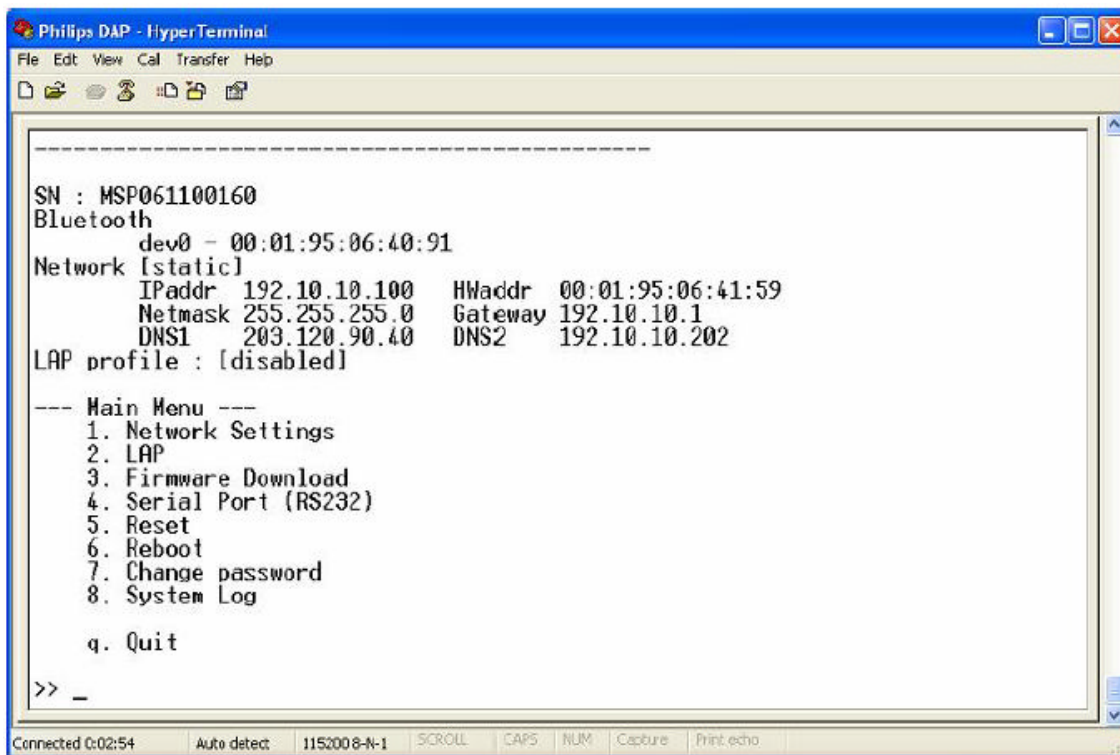 Philips DAP - HyperTerminal
File Edit View Call Transfer Help
------------------------------------------------
SN : MSP061100160
Bluetooth
dev0 - 00:01:95:06:40:91
Network [static]
IPaddr 192.10.10.100 HWaddr 00:01:95:06:41:59
Netmask 255.255.255.0 Gateway 192.10.10.1
DNS1 203.120.90.40 DNS2 192.10.10.202
LAP profile : [disabled]
--- Main Menu ---
1. Network Settings
2. LAP
3. Firmware Download
4. Serial Port (RS232)
5. Reset
6. Reboot
7. Change password
8. System Log
q. Quit
>> _
Connected 0:02:54 Auto detect 115200 8-N-1 SCROLL CAPS NUM Capture Print echo